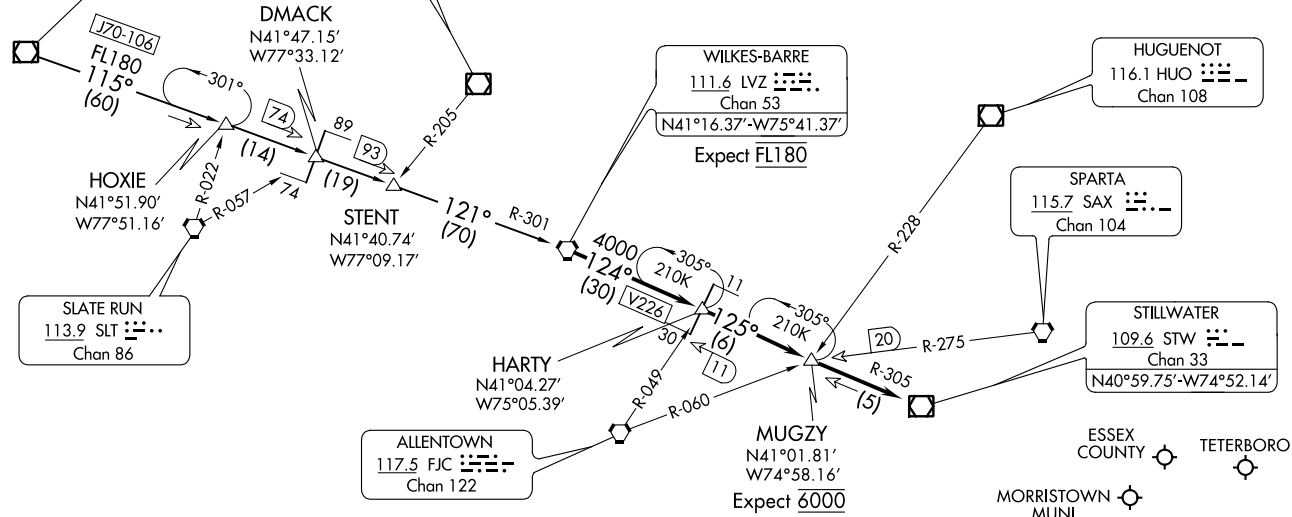 J70-106
FL180
115°
(60)
301°
DMACK
N41°47.15′
W77°33.12′
74
89
93
(14)
74
(19)
R-205
HOXIE
N41°51.90′
W77°51.16′
R-022
R-057
STENT
N41°40.74′
W77°09.17′
121°
(70)
R-301
SLATE RUN
113.9 SLT
Chan 86
WILKES-BARRE
111.6 LVZ
Chan 53
N41°16.37′-W75°41.37′
Expect FL180
HUGUENOT
116.1 HUO
Chan 108
R-228
SPARTA
115.7 SAX
Chan 104
4000
124°
(30)
V226
305°
210K
11
30
11
125°
(6)
305°
210K
20
R-275
R-305
(5)
STILLWATER
109.6 STW
Chan 33
N40°59.75′-W74°52.14′
HARTY
N41°04.27′
W75°05.39′
R-049
R-060
ALLENTOWN
117.5 FJC
Chan 122
MUGZY
N41°01.81′
W74°58.16′
Expect 6000
ESSEX
COUNTY
TETERBORO
MORRISTOWN
MUNI